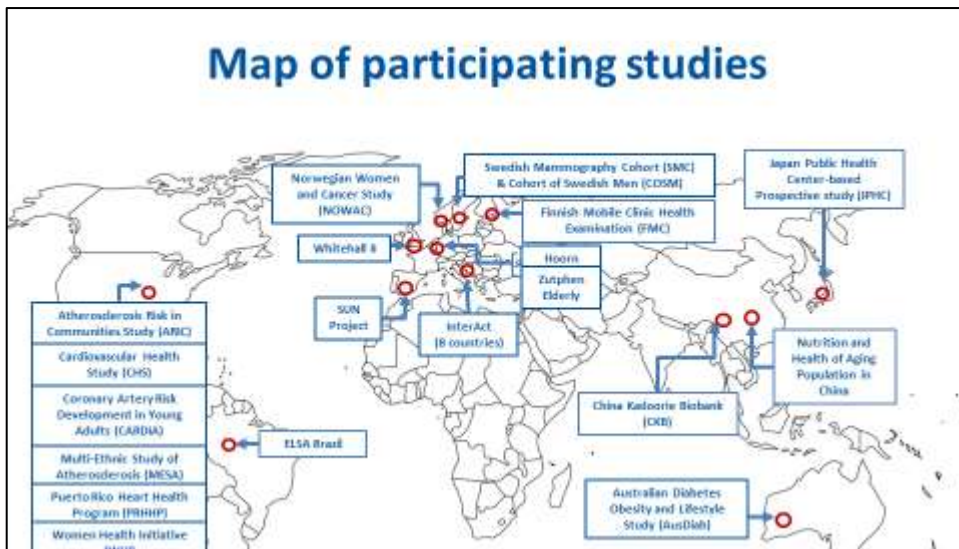 Map of participating studies
Norwegian Women
and Cancer Study
(NOWAC)
Swedish Mammography Cohort (SMC)
& Cohort of Swedish Men (COSM)
Japan Public Health
Center-based
Prospective study (JPHC)
Finnish Mobile Clinic Health
Examination (FMC)
Whitehall II
Hoorn
Zutphen
Elderly
SUN
Project
InterAct
(8 countries)
Atherosclerosis Risk in
Communities Study (ARIC)
Cardiovascular Health
Study (CHS)
Coronary Artery Risk
Development in Young
Adults (CARDIA)
Multi-Ethnic Study of
Atherosclerosis (MESA)
Puerto Rico Heart Health
Program (PRHHP)
Women Health Initiative
ELSA Brazil
Nutrition and
Health of Aging
Population in
China
China Kadoorie Biobank
(CKB)
Australian Diabetes
Obesity and Lifestyle
Study (AusDiab)